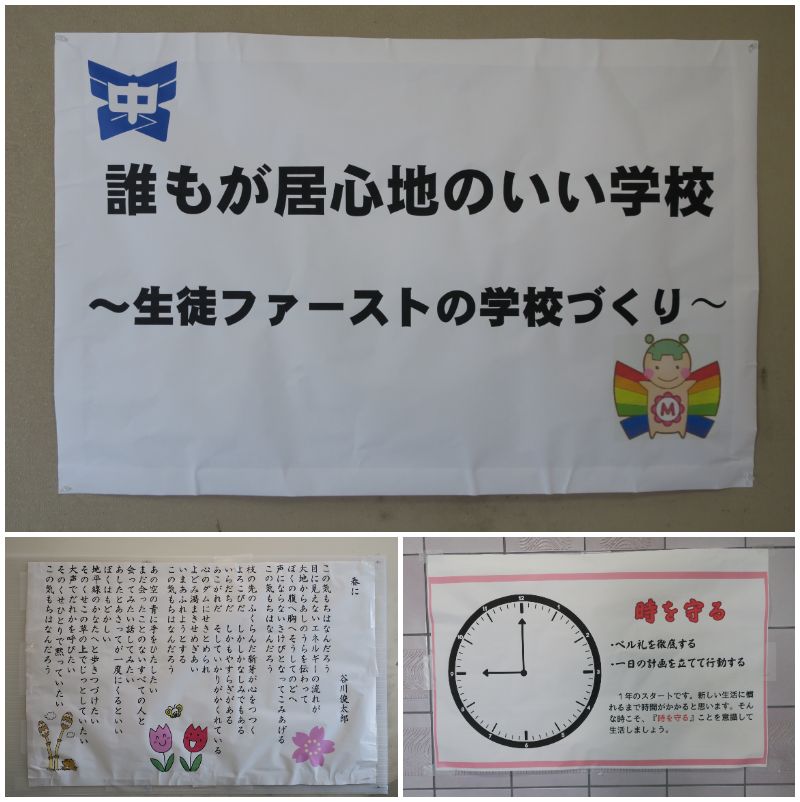 中
誰もが居心地のいい学校
～生徒ファーストの学校づくり～
M
春に
谷川俊太郎
この気もちはなんだろう
目に見えないエネルギーの流れが
大地からあしのうらを伝わって
ぼくの腹へ胸へそうしてのどへ
声にならないさけびとなってこみあげる
この気もちはなんだろう
枝の先のふくらんだ新芽が心をつつく
よろこびだ しかしかなしみでもある
いらだちだ しかもやすらぎがある
あこがれだ そしていかりがかくれている
心のダムにせきとめられ
よどみ渦まきせめぎあい
いまあふれようとする
この気もちはなんだろう
あの空の青に手をひたしたい
まだ会ったことのないすべての人と
会ってみたい話してみたい
あしたとあさってが一度にくるといい
ぼくはもどかしい
地平線のかなたへと歩きつづけたい
そのくせこの草の上でじっとしていたい
大声でだれかを呼びたい
そのくせひとりで黙っていたい
この気もちはなんだろう
12
1
2
3
4
5
6
7
8
9
10
11
時を守る
・ベル礼を徹底する
・一日の計画を立てて行動する
1年のスタートです。新しい生活に慣
れるまで時間がかかると思います。そん
な時こそ、『時を守る』ことを意識して
生活しましょう。